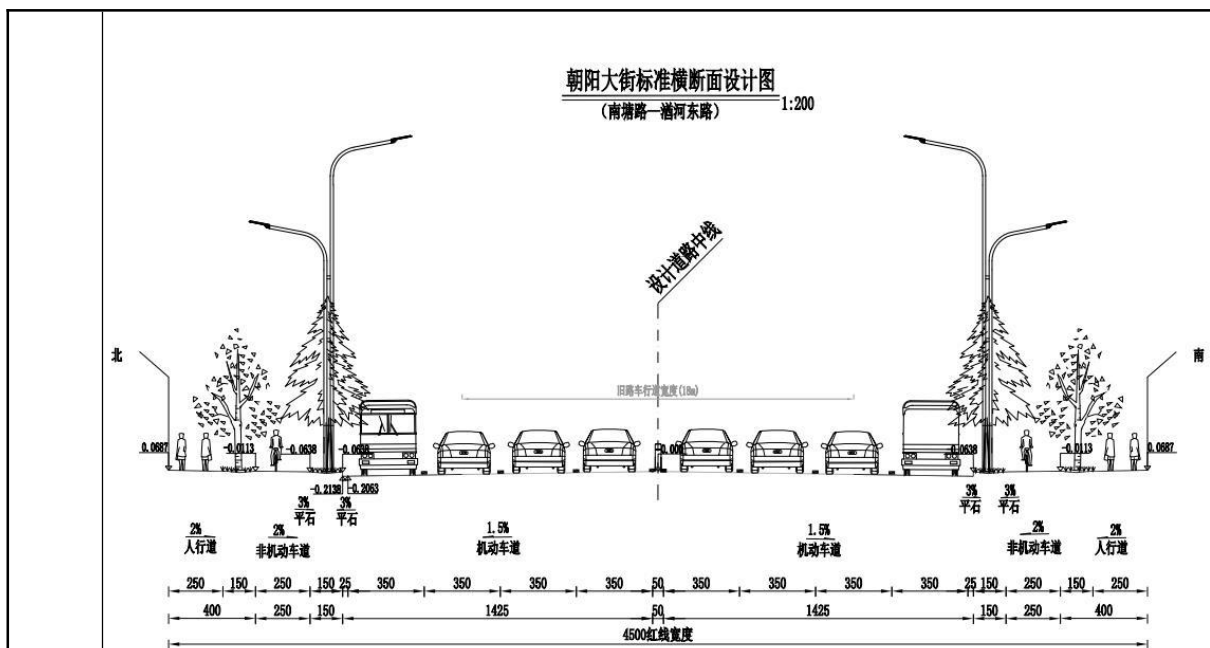 朝阳大街标准横断面设计图
1:200
(南塘路—潴河东路)
设计道路中线
北
南
旧路车行道宽度(18m)
0.0687
-0.0113
-0.0638
-0.0638
0.000
-0.0638
-0.0113
0.0687
-0.2138
-0.2063
3% 3% 3% 3%
平石 平石 平石 平石
2% 2% 1.5% 1.5% 2% 2%
人行道 非机动车道 机动车道 机动车道 非机动车道 人行道
250 150 250 150 25 350 350 350 350 50 350 350 350 350 25 150 250 150 250
400 250 150 1425 50 1425 150 250 400
4500红线宽度